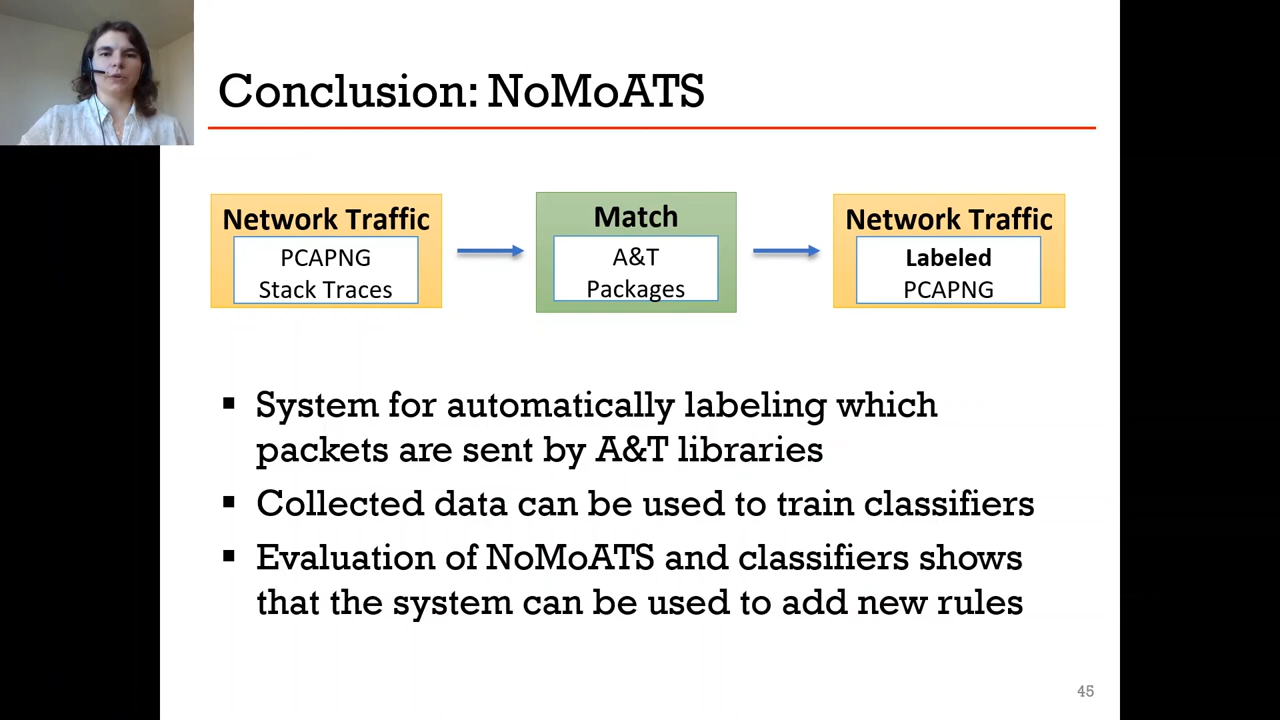 Conclusion: NoMoATS
Network Traffic
PCAPNG
Stack Traces
Match
A&T
Packages
Network Traffic
Labeled
PCAPNG
▪ System for automatically labeling which
packets are sent by A&T libraries
▪ Collected data can be used to train classifiers
▪ Evaluation of NoMoATS and classifiers shows
that the system can be used to add new rules
45